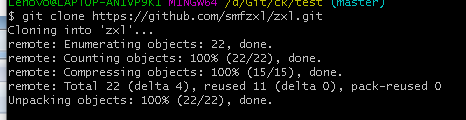 Lenovo@LAPTOP-AN1VP9K1 MINGW64 /d/Git/ck/test (master)
$ git clone https://github.com/smfzxl/zxl.git
Cloning into 'zxl'...
remote: Enumerating objects: 22, done.
remote: Counting objects: 100% (22/22), done.
remote: Compressing objects: 100% (15/15), done.
remote: Total 22 (delta 4), reused 11 (delta 0), pack-reused 0
Unpacking objects: 100% (22/22), done.